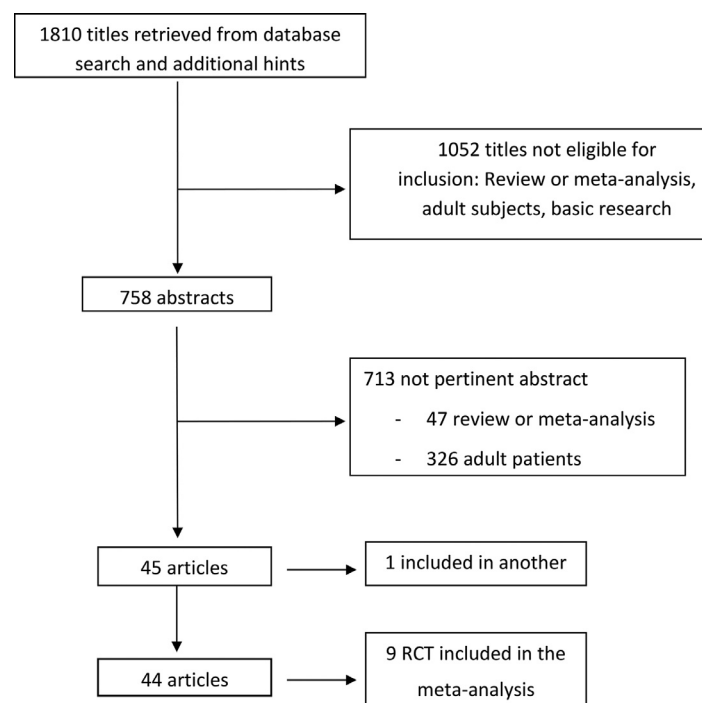 1810 titles retrieved from database
search and additional hints
1052 titles not eligible for
inclusion: Review or meta-analysis,
adult subjects, basic research
758 abstracts
713 not pertinent abstract
- 47 review or meta-analysis
- 326 adult patients
45 articles
1 included in another
44 articles
9 RCT included in the
meta-analysis